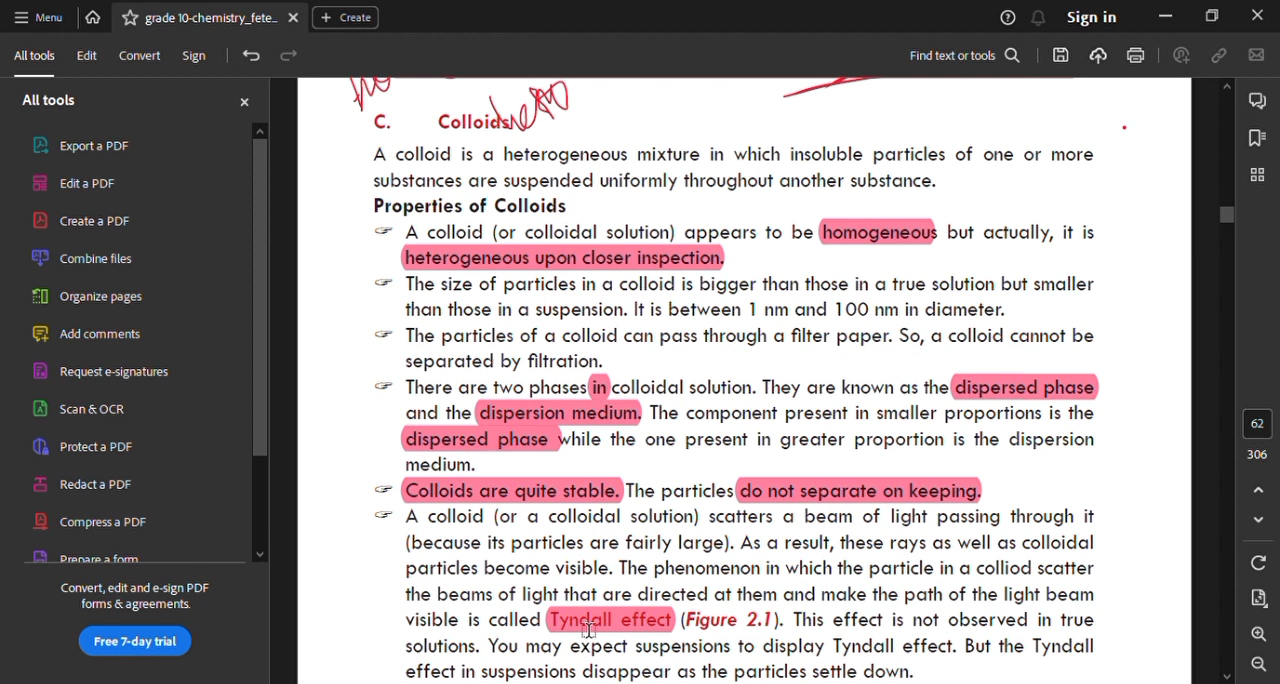 Menu
grade 10-chemistry_fete...
Create
Sign in
All tools
Edit
Convert
Sign
Find text or tools
All tools
Export a PDF
Edit a PDF
Create a PDF
Combine files
Organize pages
Add comments
Request e-signatures
Scan & OCR
Protect a PDF
Redact a PDF
Compress a PDF
Prepare a form
Convert, edit and e-sign PDF
forms & agreements.
Free 7-day trial
C. Colloids
A colloid is a heterogeneous mixture in which insoluble particles of one or more
substances are suspended uniformly throughout another substance.
Properties of Colloids
☞ A colloid (or colloidal solution) appears to be homogeneous but actually, it is
heterogeneous upon closer inspection.
☞ The size of particles in a colloid is bigger than those in a true solution but smaller
than those in a suspension. It is between 1 nm and 100 nm in diameter.
☞ The particles of a colloid can pass through a filter paper. So, a colloid cannot be
separated by filtration.
☞ There are two phases in colloidal solution. They are known as the dispersed phase
and the dispersion medium. The component present in smaller proportions is the
dispersed phase while the one present in greater proportion is the dispersion
medium.
☞ Colloids are quite stable. The particles do not separate on keeping.
☞ A colloid (or a colloidal solution) scatters a beam of light passing through it
(because its particles are fairly large). As a result, these rays as well as colloidal
particles become visible. The phenomenon in which the particle in a colliod scatter
the beams of light that are directed at them and make the path of the light beam
visible is called Tyndall effect (Figure 2.1). This effect is not observed in true
solutions. You may expect suspensions to display Tyndall effect. But the Tyndall
effect in suspensions disappear as the particles settle down.
62
306